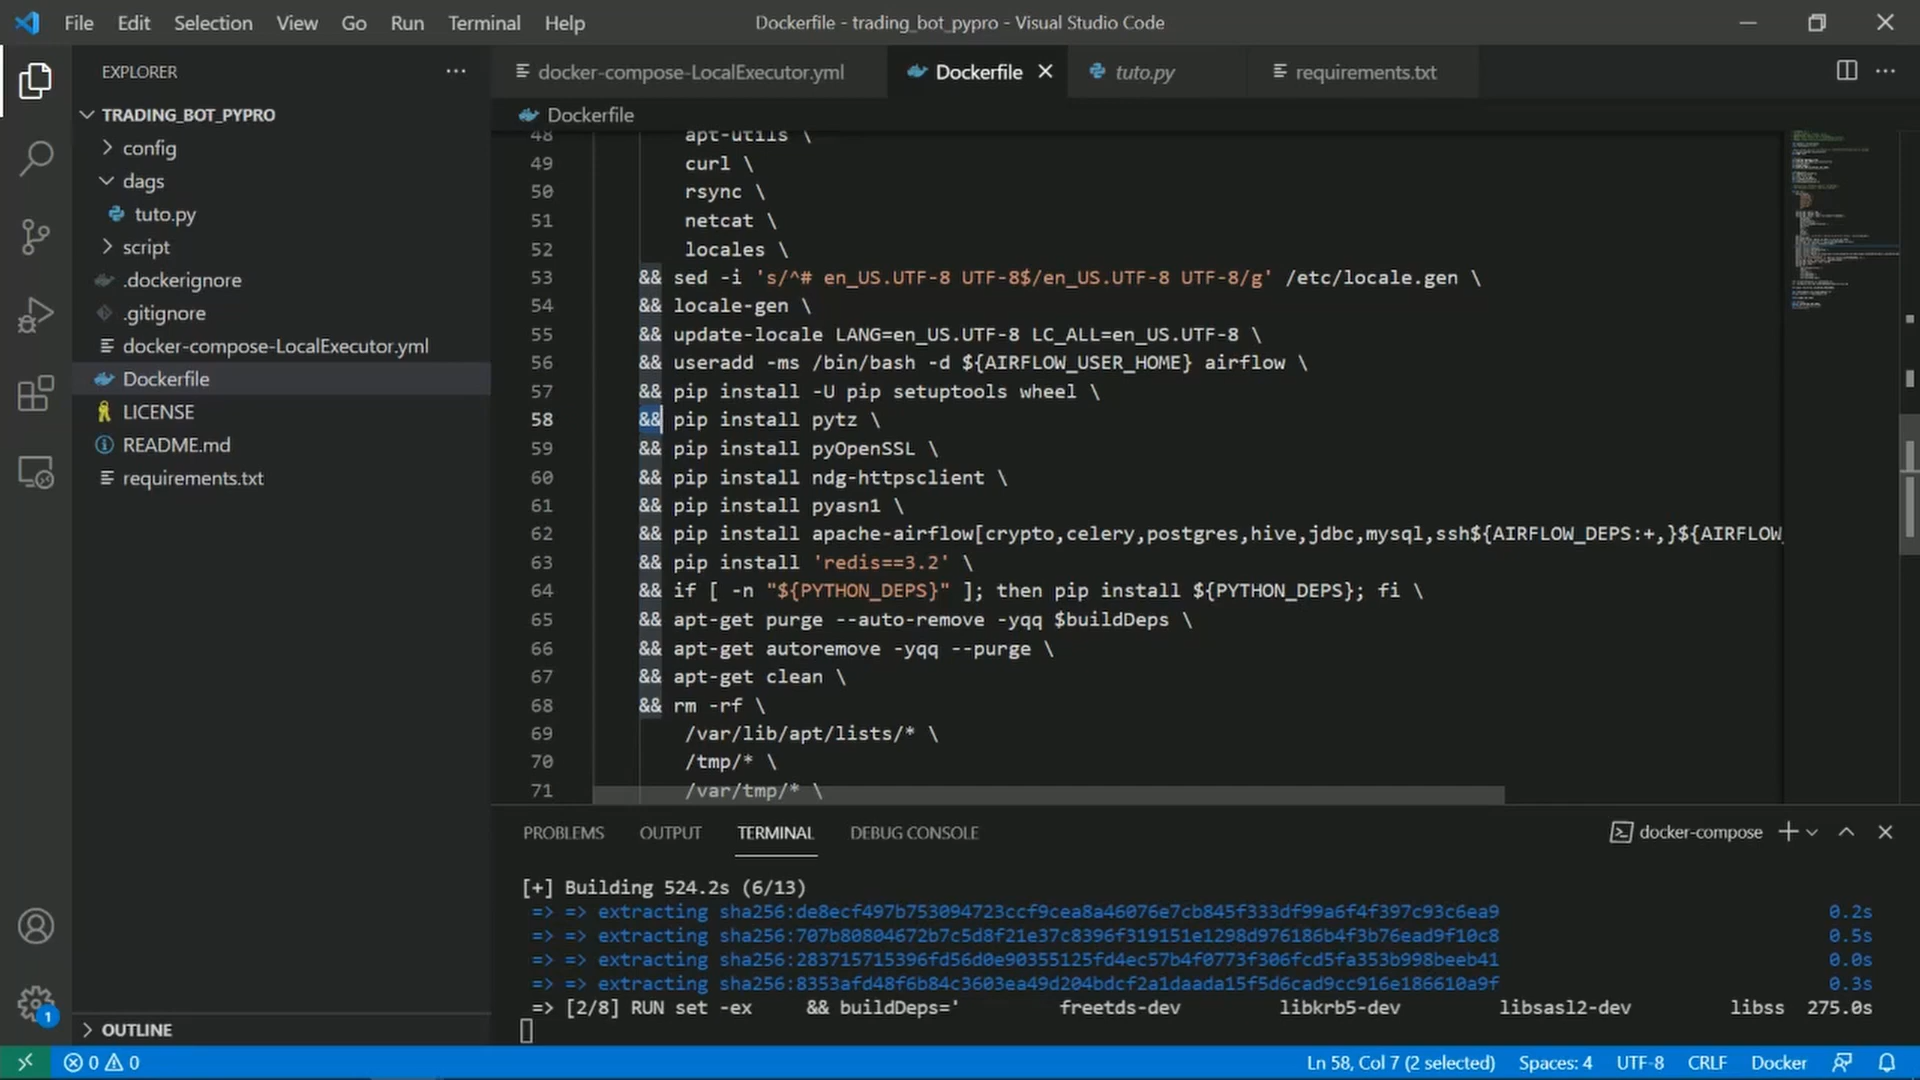 File Edit Selection View Go Run Terminal Help
Dockerfile - trading_bot_pypro - Visual Studio Code
EXPLORER
docker-compose-LocalExecutor.yml
Dockerfile
tuto.py
requirements.txt
TRADING_BOT_PYPRO
config
dags
tuto.py
script
.dockerignore
.gitignore
docker-compose-LocalExecutor.yml
Dockerfile
LICENSE
README.md
requirements.txt
OUTLINE
Dockerfile
48 apt-utils \
49 curl \
50 rsync \
51 netcat \
52 locales \
53 && sed -i 's/^# en_US.UTF-8 UTF-8$/en_US.UTF-8 UTF-8/g' /etc/locale.gen \
54 && locale-gen \
55 && update-locale LANG=en_US.UTF-8 LC_ALL=en_US.UTF-8 \
56 && useradd -ms /bin/bash -d ${AIRFLOW_USER_HOME} airflow \
57 && pip install -U pip setuptools wheel \
58 && pip install pytz \
59 && pip install pyOpenSSL \
60 && pip install ndg-httpsclient \
61 && pip install pyasn1 \
62 && pip install apache-airflow[crypto,celery,postgres,hive,jdbc,mysql,ssh${AIRFLOW_DEPS:+,}${AIRFLOW_
63 && pip install 'redis==3.2' \
64 && if [ -n "${PYTHON_DEPS}" ]; then pip install ${PYTHON_DEPS}; fi \
65 && apt-get purge --auto-remove -yqq $buildDeps \
66 && apt-get autoremove -yqq --purge \
67 && apt-get clean \
68 && rm -rf \
69 /var/lib/apt/lists/* \
70 /tmp/* \
71 /var/tmp/* \
PROBLEMS OUTPUT TERMINAL DEBUG CONSOLE
docker-compose
[+] Building 524.2s (6/13)
=> => extracting sha256:de8ecf497b753094723ccf9cea8a46076e7cb845f333df99a6f4f397c93c6ea9 0.2s
=> => extracting sha256:707b80804672b7c5d8f21e37c8396f319151e1298d976186b4f3b76ead9f10c8 0.5s
=> => extracting sha256:283715715396fd56d0e90355125fd4ec57b4f0773f306fcd5fa353b998beeb41 0.0s
=> => extracting sha256:8353afd48f6b84c3603ea49d204bdcf2a1daada15f5d6cad9cc916e186610a9f 0.3s
=> [2/8] RUN set -ex && buildDeps=' freetds-dev libkrb5-dev libsasl2-dev libss 275.0s
1
0 0
Ln 58, Col 7 (2 selected) Spaces: 4 UTF-8 CRLF Docker